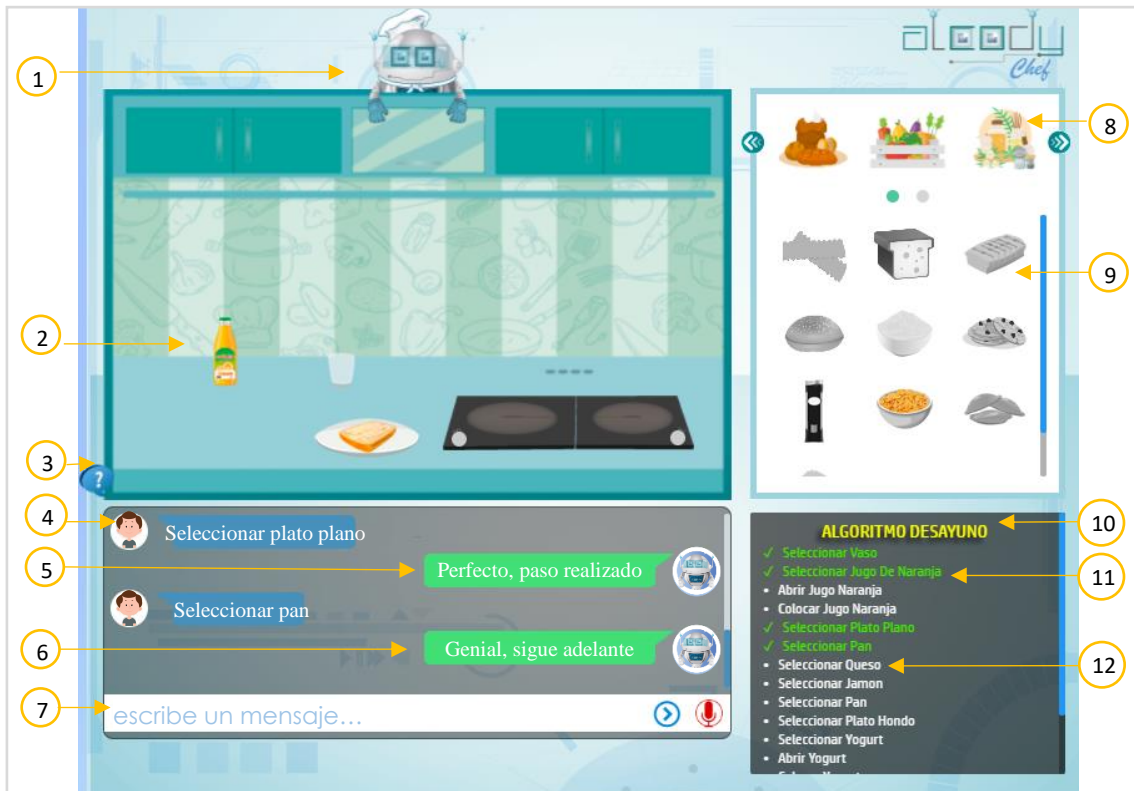 alcody
Chef
1
8
9
2
3
?
4
Seleccionar plato plano
5
Perfecto, paso realizado
Seleccionar pan
6
Genial, sigue adelante
7
escribe un mensaje...
10
ALGORITMO DESAYUNO
✓ Seleccionar Vaso
✓ Seleccionar Jugo De Naranja
11
• Abrir Jugo Naranja
• Colocar Jugo Naranja
✓ Seleccionar Plato Plano
✓ Seleccionar Pan
• Seleccionar Queso
12
• Seleccionar Jamon
• Seleccionar Pan
• Seleccionar Plato Hondo
• Seleccionar Yogurt
• Abrir Yogurt